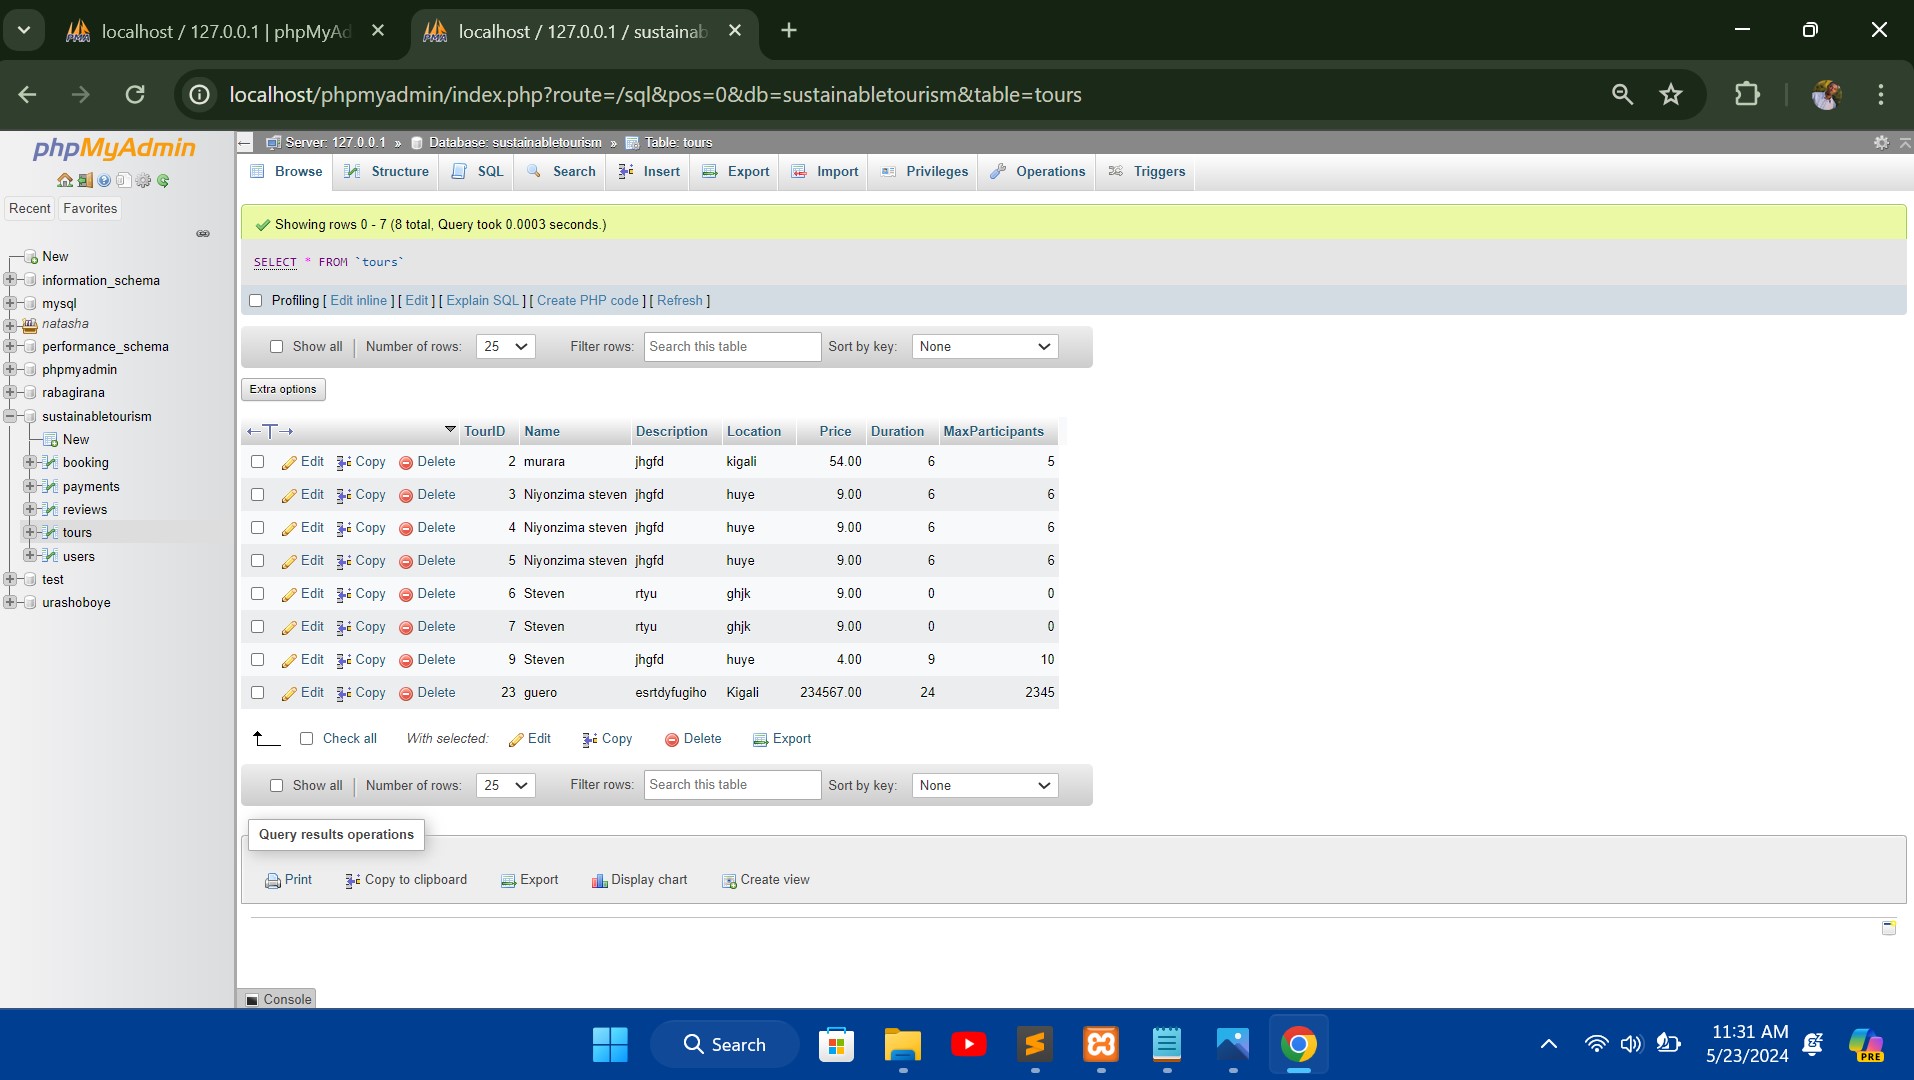 localhost / 127.0.0.1 | phpMyAd
localhost / 127.0.0.1 / sustainab
localhost/phpmyadmin/index.php?route=/sql&pos=0&db=sustainabletourism&table=tours
phpMyAdmin
Recent Favorites
New
information_schema
mysql
natasha
performance_schema
phpmyadmin
rabagirana
sustainabletourism
New
booking
payments
reviews
tours
users
test
urashoboye
Server: 127.0.0.1 » Database: sustainabletourism » Table: tours
Browse Structure SQL Search Insert Export Import Privileges Operations Triggers
Showing rows 0 - 7 (8 total, Query took 0.0003 seconds.)
SELECT * FROM `tours`
Profiling [ Edit inline ] [ Edit ] [ Explain SQL ] [ Create PHP code ] [ Refresh ]
Show all | Number of rows: 25 Filter rows: Search this table Sort by key: None
Extra options
←T→ TourID Name Description Location Price Duration MaxParticipants
Edit Copy Delete 2 murara jhgfd kigali 54.00 6 5
Edit Copy Delete 3 Niyonzima steven jhgfd huye 9.00 6 6
Edit Copy Delete 4 Niyonzima steven jhgfd huye 9.00 6 6
Edit Copy Delete 5 Niyonzima steven jhgfd huye 9.00 6 6
Edit Copy Delete 6 Steven rtyu ghjk 9.00 0 0
Edit Copy Delete 7 Steven rtyu ghjk 9.00 0 0
Edit Copy Delete 9 Steven jhgfd huye 4.00 9 10
Edit Copy Delete 23 guero esrtdyfugiho Kigali 234567.00 24 2345
Check all With selected: Edit Copy Delete Export
Show all | Number of rows: 25 Filter rows: Search this table Sort by key: None
Query results operations
Print Copy to clipboard Export Display chart Create view
Console
Search
11:31 AM
5/23/2024
PRE